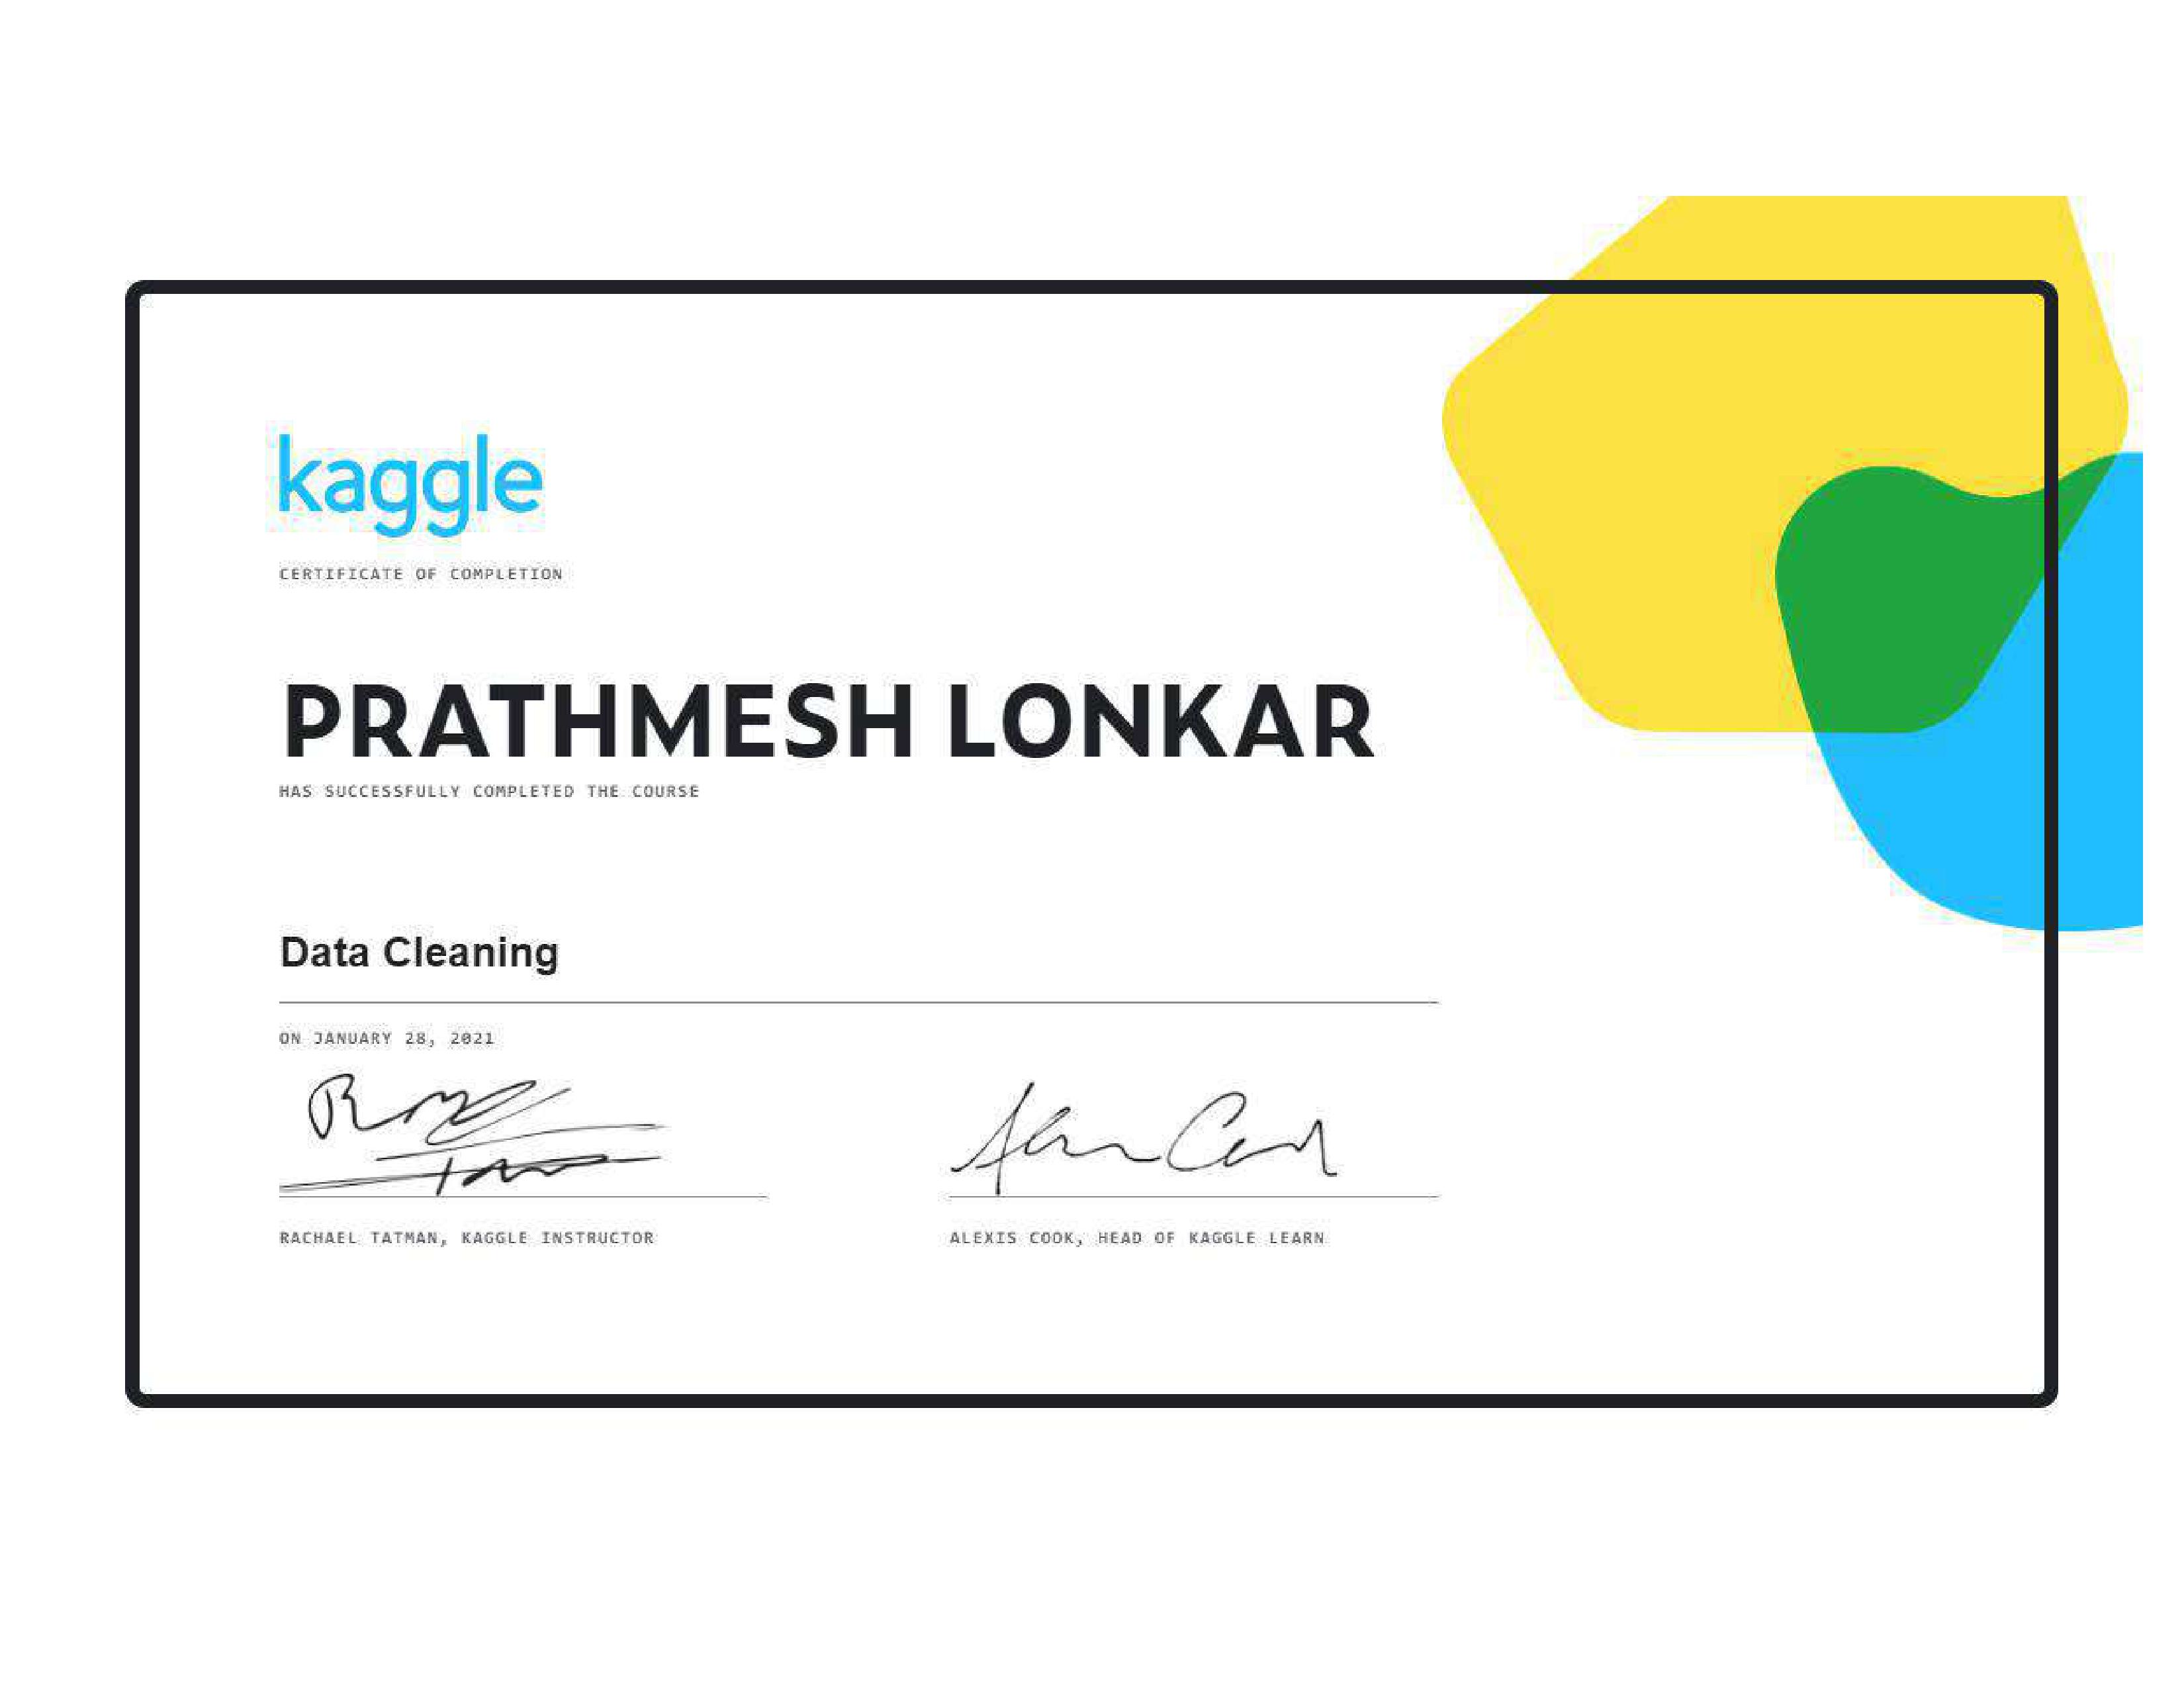 kaggle
CERTIFICATE OF COMPLETION
PRATHMESH LONKAR
HAS SUCCESSFULLY COMPLETED THE COURSE
Data Cleaning
ON JANUARY 28, 2021
RACHAEL TATMAN, KAGGLE INSTRUCTOR
ALEXIS COOK, HEAD OF KAGGLE LEARN